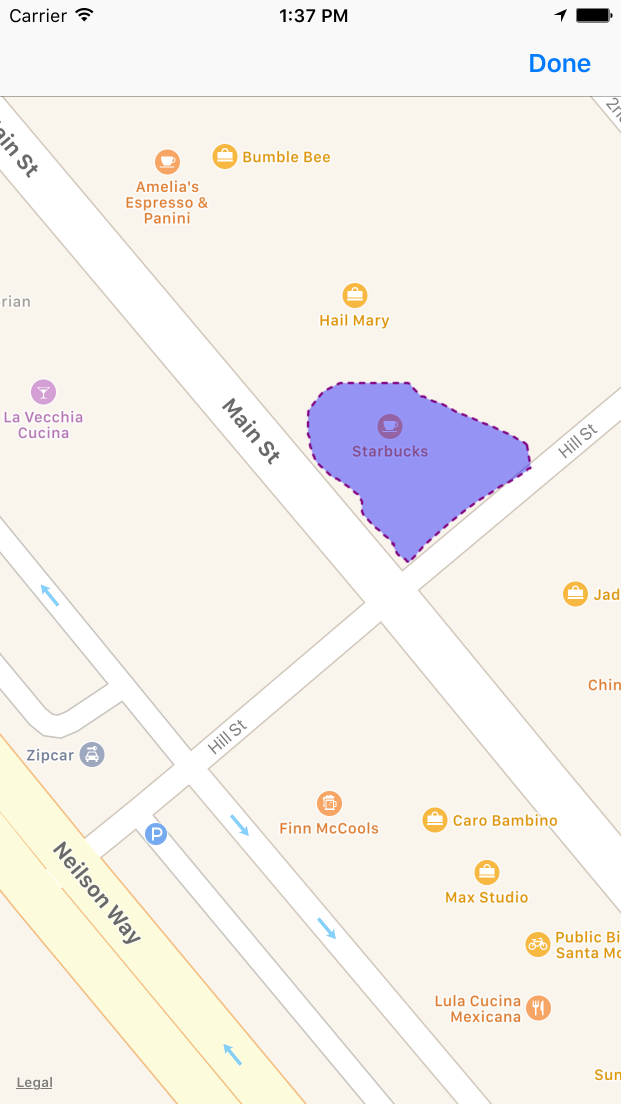 Carrier
1:37 PM
Done
ain St
2n
Bumble Bee
Amelia's
Espresso &
Panini
rian
Hail Mary
La Vecchia
Cucina
Main St
Starbucks
Hill St
Jad
Chin
Hill St
Zipcar
P
Finn McCools
Caro Bambino
Neilson Way
Max Studio
Public Bi
Santa Mo
Lula Cucina
Mexicana
Sun
Legal